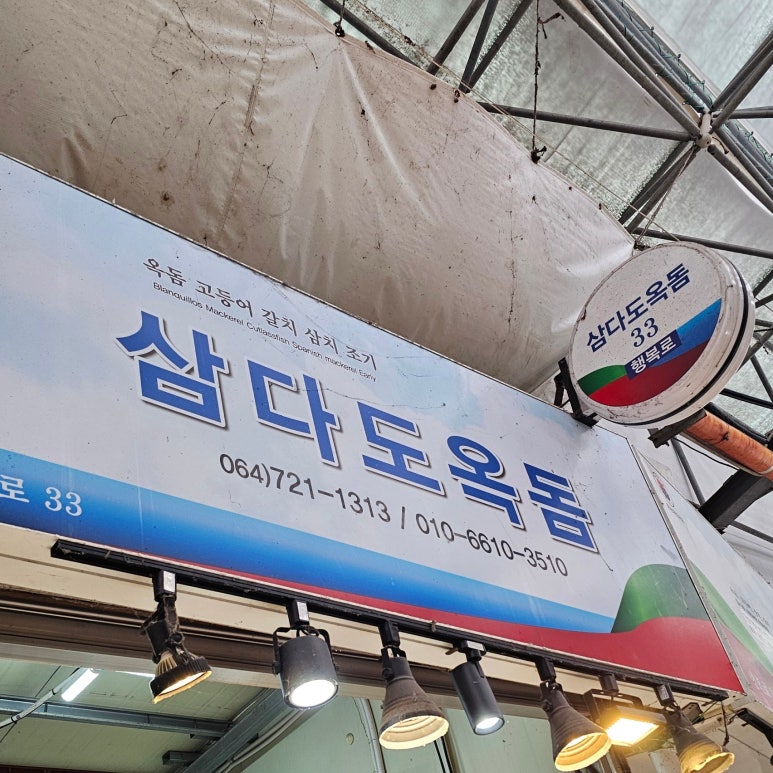 옥돔 고등어 갈치 삼치 조기
Blanquillos Mackerel Cutlassfish Spanish mackerel Early
삼다도옥돔
064)721-1313 / 010-6610-3510
로 33
삼다도옥돔
33
행복로